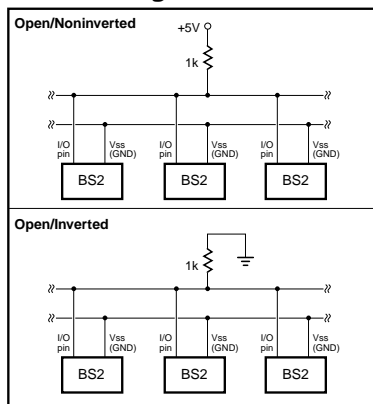 Open/Noninverted
+5V
1k
I/O pin
Vss (GND)
I/O pin
Vss (GND)
I/O pin
Vss (GND)
BS2
BS2
BS2
Open/Inverted
1k
I/O pin
Vss (GND)
I/O pin
Vss (GND)
I/O pin
Vss (GND)
BS2
BS2
BS2